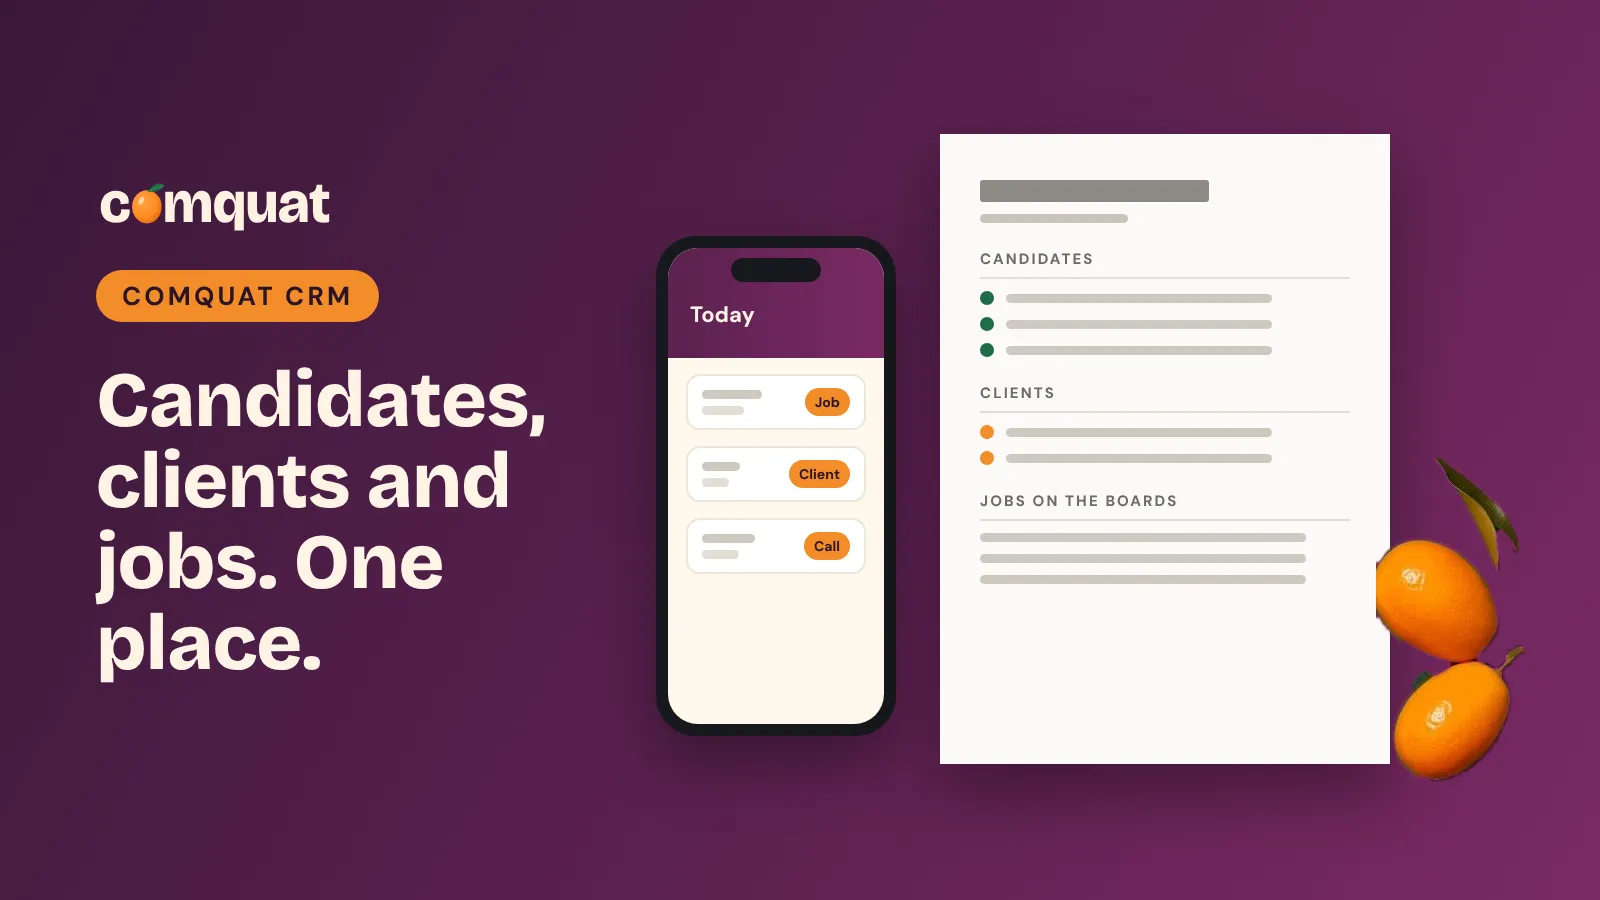 comquat
COMQUAT CRM
Candidates,
clients and
jobs. One
place.
Today
Job
Client
Call
CANDIDATES
CLIENTS
JOBS ON THE BOARDS